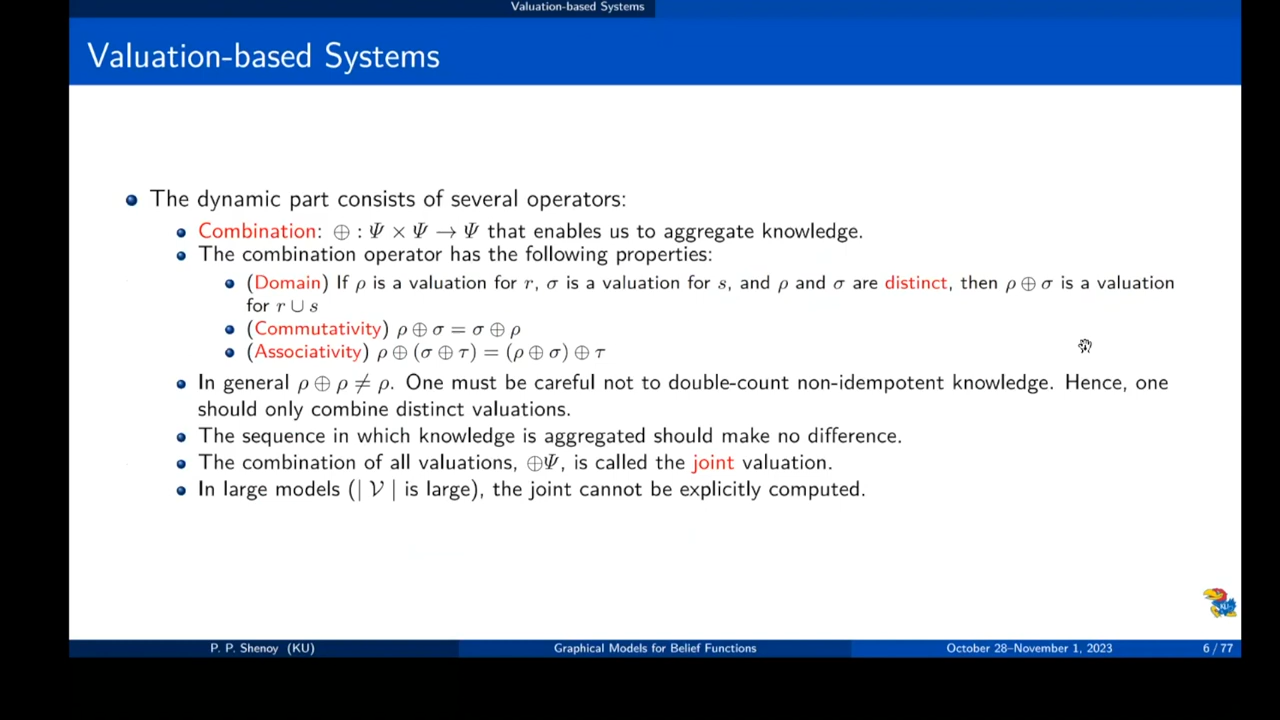 Valuation-based Systems
Valuation-based Systems
The dynamic part consists of several operators:
Combination: ⊕ : Ψ × Ψ → Ψ that enables us to aggregate knowledge.
The combination operator has the following properties:
(Domain) If ρ is a valuation for r, σ is a valuation for s, and ρ and σ are distinct, then ρ ⊕ σ is a valuation
for r ∪ s
(Commutativity) ρ ⊕ σ = σ ⊕ ρ
(Associativity) ρ ⊕ (σ ⊕ τ) = (ρ ⊕ σ) ⊕ τ
In general ρ ⊕ ρ ≠ ρ. One must be careful not to double-count non-idempotent knowledge. Hence, one
should only combine distinct valuations.
The sequence in which knowledge is aggregated should make no difference.
The combination of all valuations, ⊕Ψ, is called the joint valuation.
In large models (| 𝒱 | is large), the joint cannot be explicitly computed.
KU
P. P. Shenoy (KU) Graphical Models for Belief Functions October 28–November 1, 2023 6 / 77